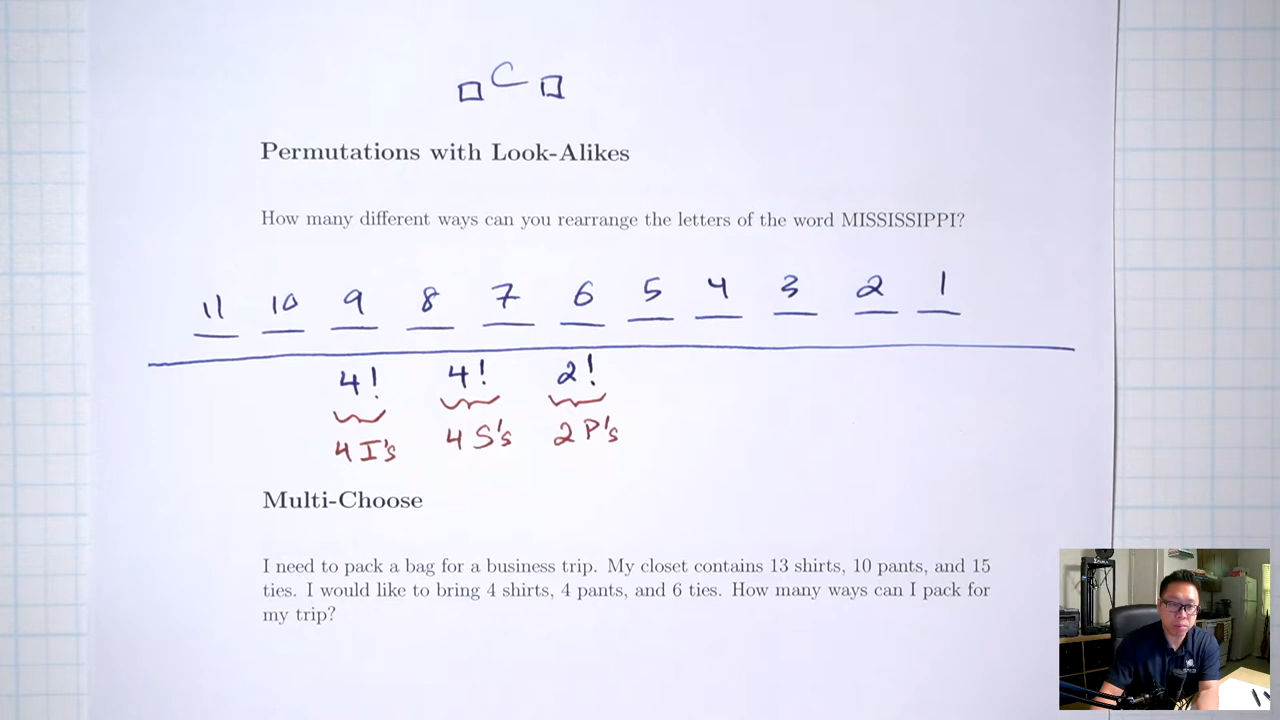 □ C □
Permutations with Look-Alikes
How many different ways can you rearrange the letters of the word MISSISSIPPI?
11 10 9 8 7 6 5 4 3 2 1
4! 4! 2!
4 I's 4 S's 2 P's
Multi-Choose
I need to pack a bag for a business trip. My closet contains 13 shirts, 10 pants, and 15
ties. I would like to bring 4 shirts, 4 pants, and 6 ties. How many ways can I pack for
my trip?